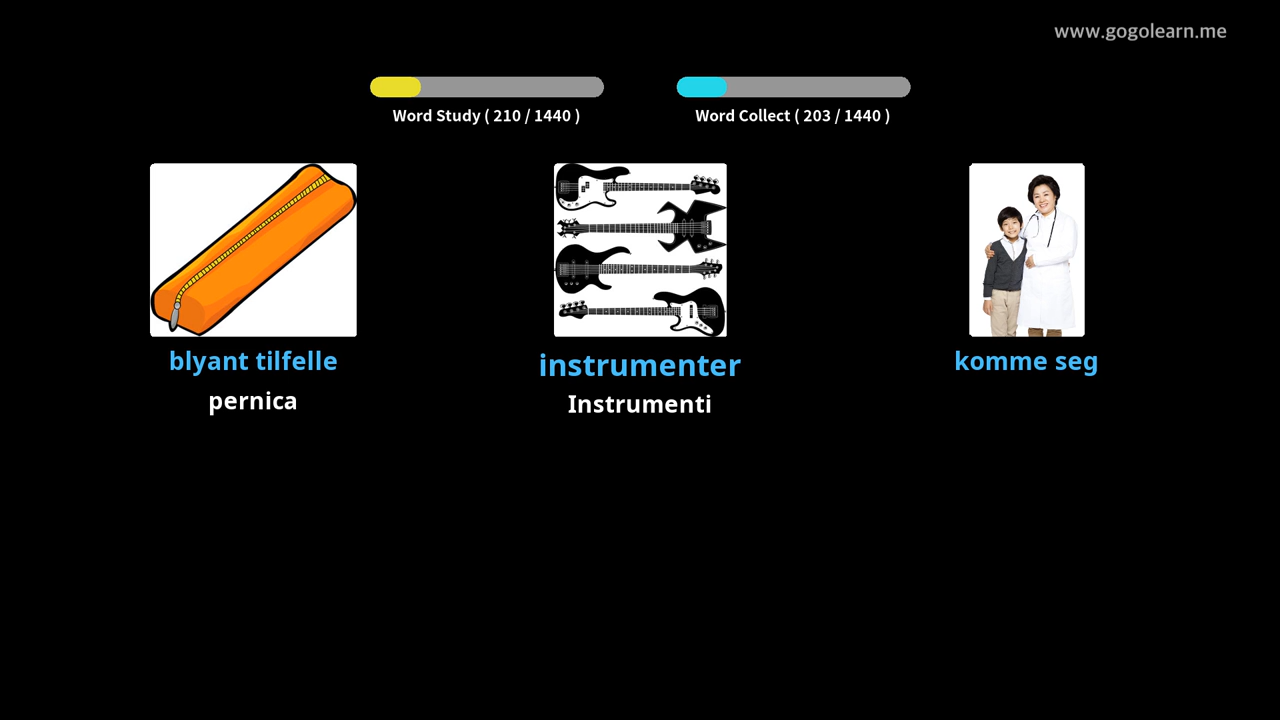 www.gogolearn.me
Word Study ( 210 / 1440 )
Word Collect ( 203 / 1440 )
blyant tilfelle
pernica
instrumenter
Instrumenti
komme seg